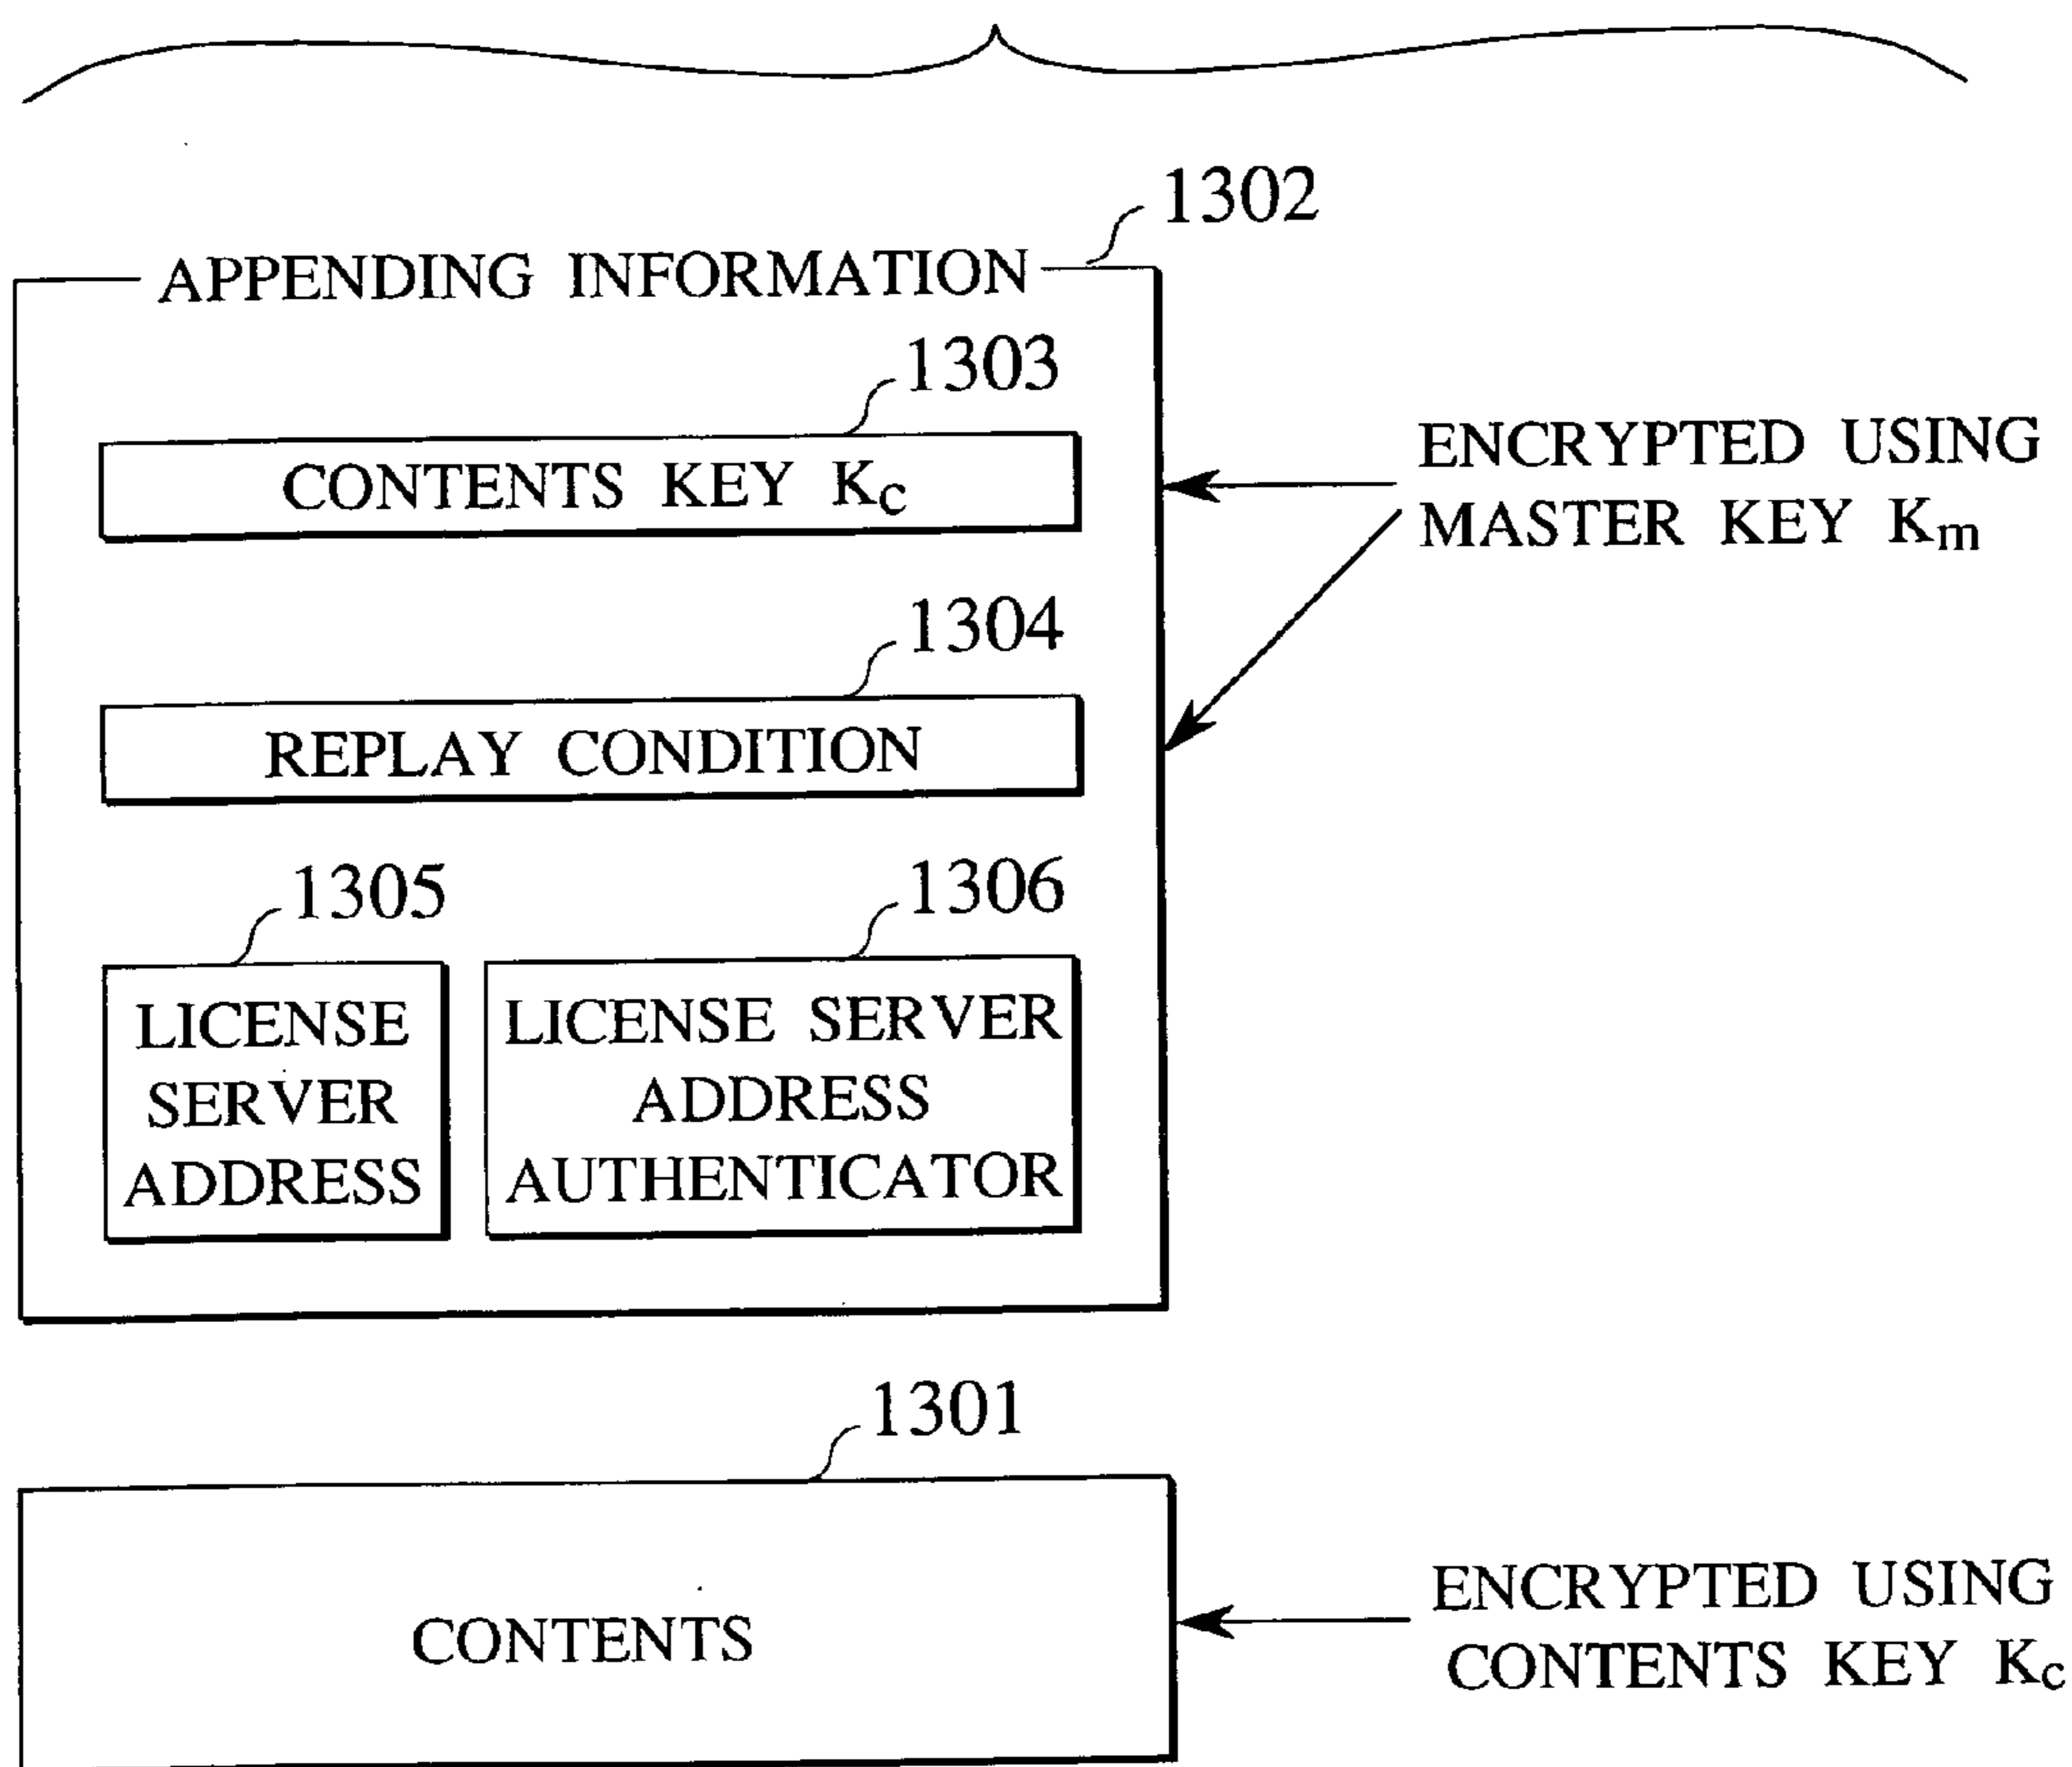 1302
APPENDING INFORMATION
1303
CONTENTS KEY Kc
ENCRYPTED USING
MASTER KEY Km
1304
REPLAY CONDITION
1305
LICENSE
SERVER
ADDRESS
1306
LICENSE SERVER
ADDRESS
AUTHENTICATOR
1301
CONTENTS
ENCRYPTED USING
CONTENTS KEY Kc